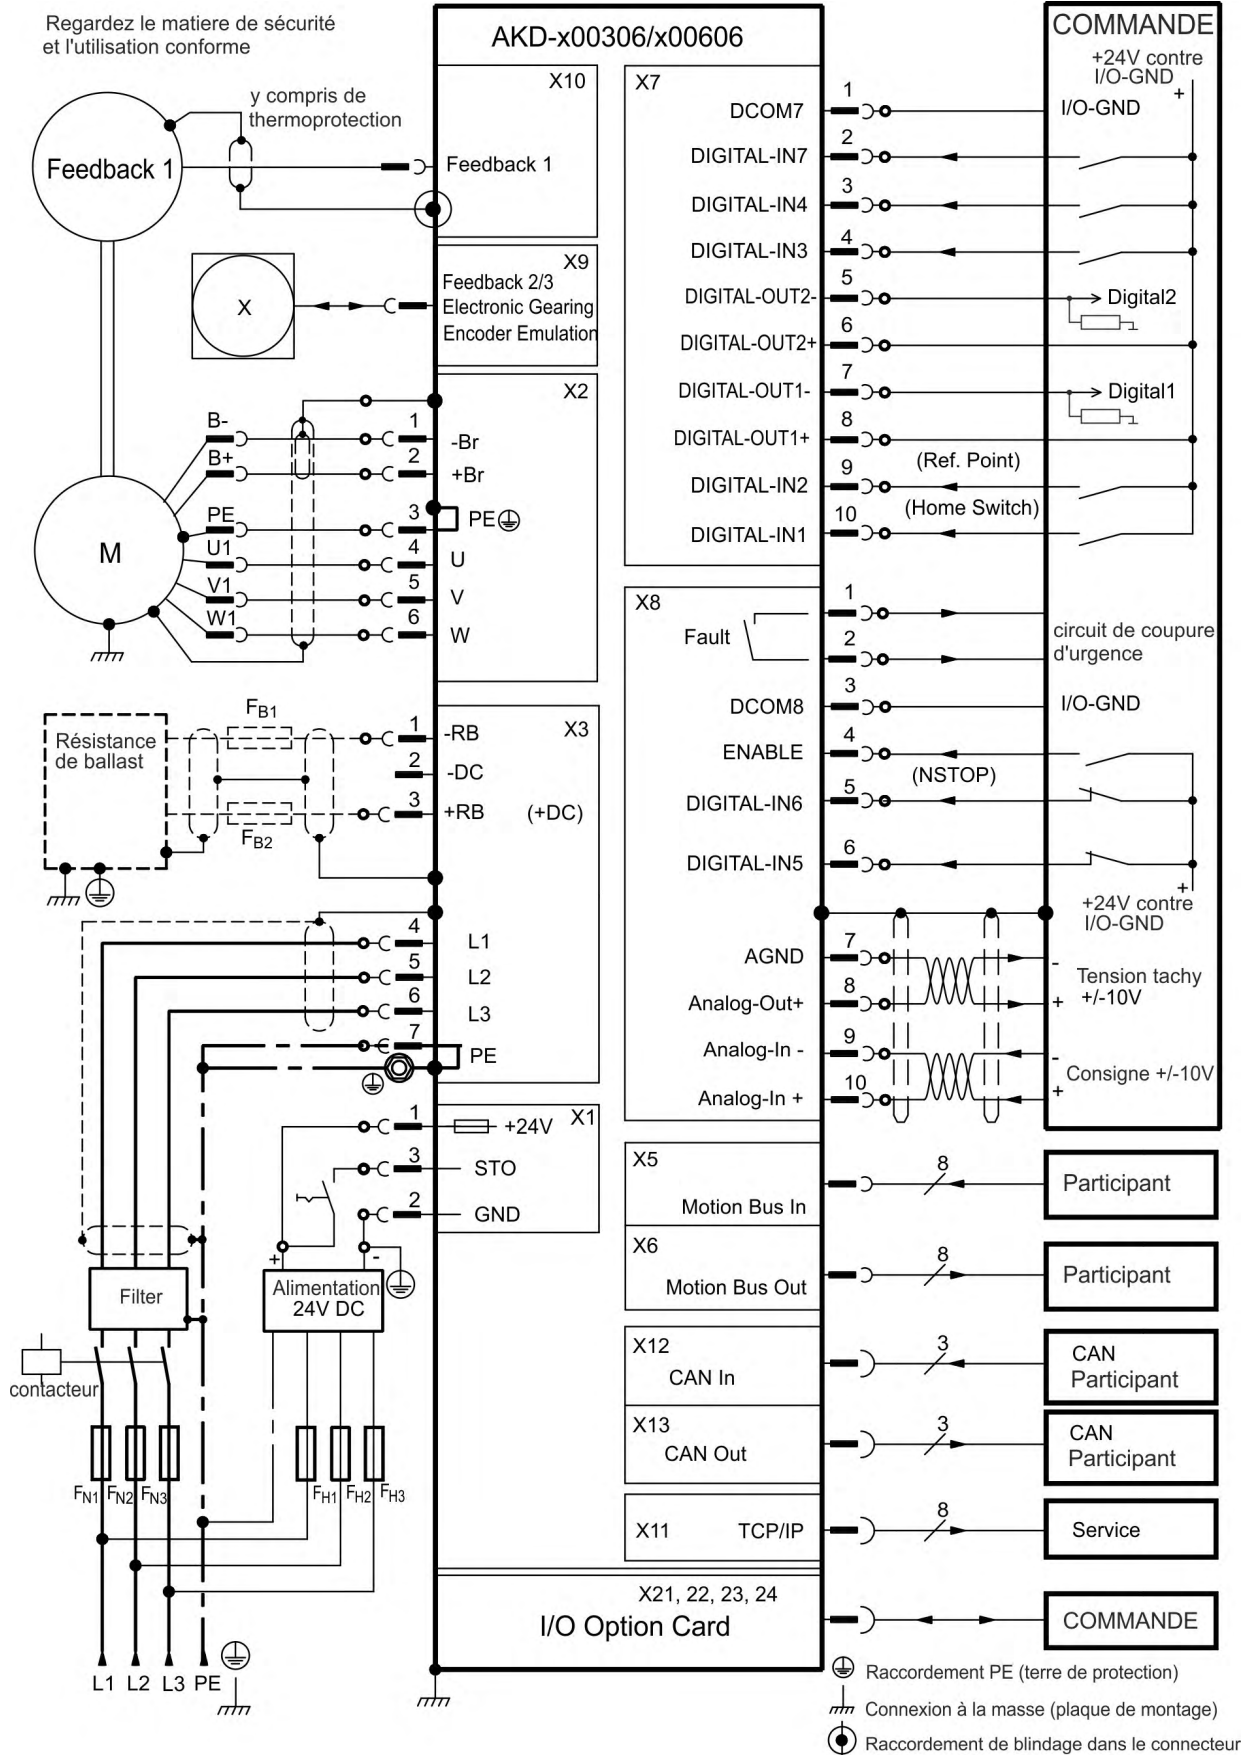 Regardez le matiere de sécurité
et l'utilisation conforme
AKD-x00306/x00606
COMMANDE
+24V contre
I/O-GND
+
X10
y compris de
thermoprotection
Feedback 1
Feedback 1
X9
Feedback 2/3
Electronic Gearing
Encoder Emulation
X
X2
B-
1
-Br
B+
2
+Br
PE
3
PE
U1
4
U
V1
5
V
W1
6
W
M
X3
FB1
1
-RB
Résistance
de ballast
2
-DC
3
+RB
(+DC)
FB2
4
L1
5
L2
6
L3
7
PE
X1
1
+24V
3
STO
2
GND
+
-
Alimentation
24V DC
Filter
contacteur
FN1
FN2
FN3
FH1
FH2
FH3
L1
L2
L3
PE
X7
DCOM7
1
I/O-GND
DIGITAL-IN7
2
DIGITAL-IN4
3
DIGITAL-IN3
4
DIGITAL-OUT2-
5
Digital2
DIGITAL-OUT2+
6
DIGITAL-OUT1-
7
Digital1
DIGITAL-OUT1+
8
(Ref. Point)
DIGITAL-IN2
9
(Home Switch)
DIGITAL-IN1
10
X8
Fault
1
2
circuit de coupure
d'urgence
DCOM8
3
I/O-GND
ENABLE
4
(NSTOP)
DIGITAL-IN6
5
DIGITAL-IN5
6
+
+24V contre
I/O-GND
AGND
7
-
Tension tachy
+/-10V
Analog-Out+
8
+
Analog-In -
9
-
Consigne +/-10V
Analog-In +
10
+
X5
Motion Bus In
8
Participant
X6
Motion Bus Out
8
Participant
X12
CAN In
3
CAN
Participant
X13
CAN Out
3
CAN
Participant
X11
TCP/IP
8
Service
X21, 22, 23, 24
I/O Option Card
COMMANDE
Raccordement PE (terre de protection)
Connexion à la masse (plaque de montage)
Raccordement de blindage dans le connecteur